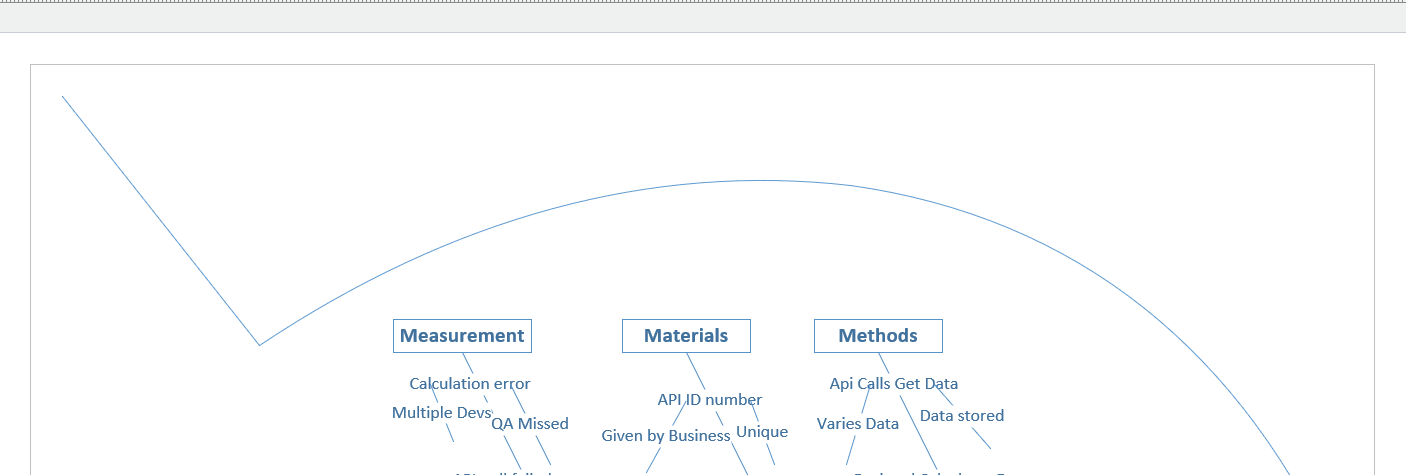 Measurement
Materials
Methods
Calculation error
Api Calls Get Data
API ID number
Multiple Devs
QA Missed
Varies Data
Data stored
Given by Business
Unique